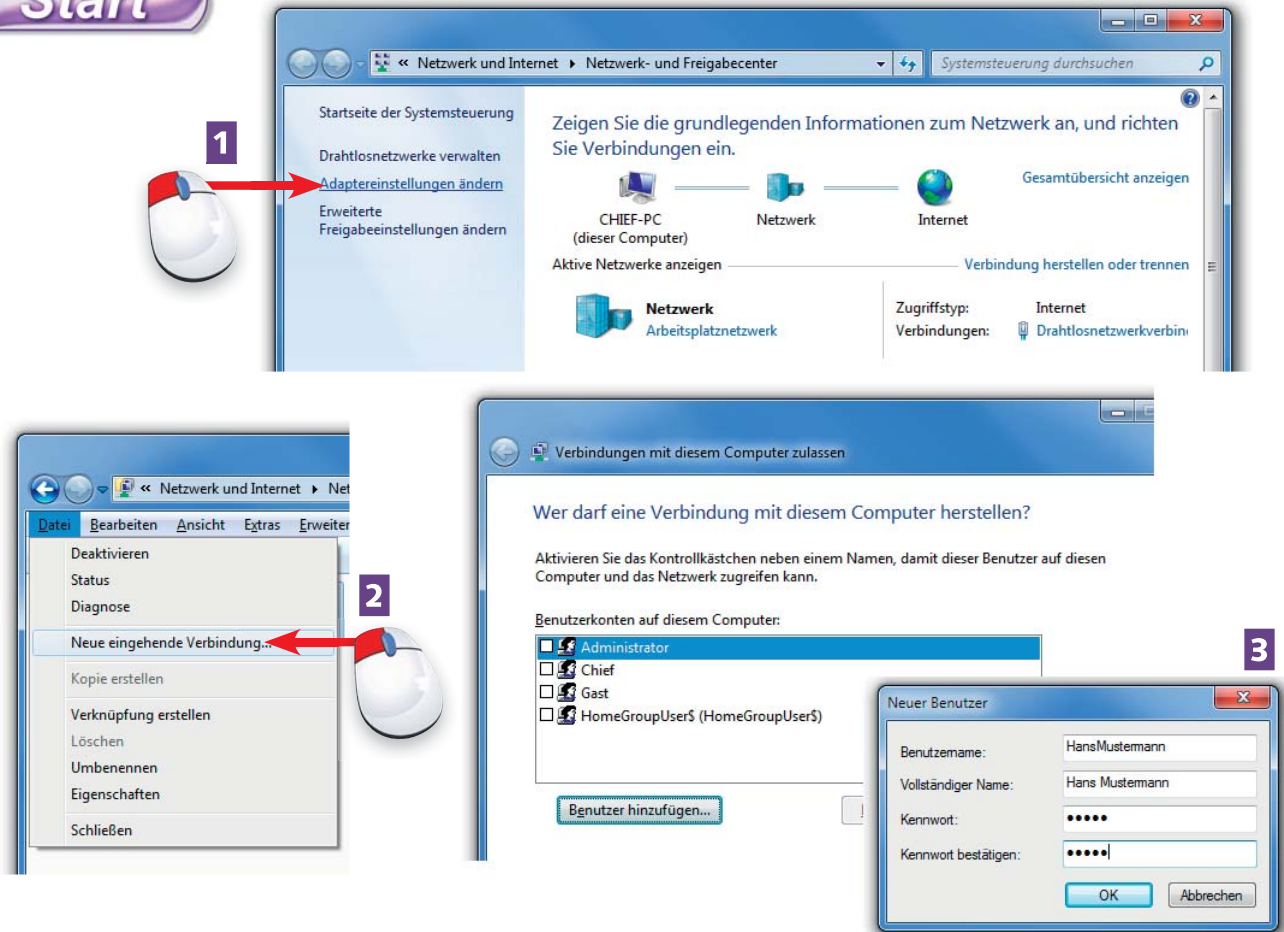 Start
« Netzwerk und Internet ▸ Netzwerk- und Freigabecenter
Systemsteuerung durchsuchen
1
Startseite der Systemsteuerung
Drahtlosnetzwerke verwalten
Adaptereinstellungen ändern
Erweiterte
Freigabeeinstellungen ändern
Zeigen Sie die grundlegenden Informationen zum Netzwerk an, und richten
Sie Verbindungen ein.
Gesamtübersicht anzeigen
CHIEF-PC
(dieser Computer)
Netzwerk
Internet
Aktive Netzwerke anzeigen
Verbindung herstellen oder trennen
Netzwerk
Arbeitsplatznetzwerk
Zugriffstyp: Internet
Verbindungen: Drahtlosnetzwerkverbin
« Netzwerk und Internet ▸ Net
Datei Bearbeiten Ansicht Extras Erweiter
Deaktivieren
Status
Diagnose
2
Neue eingehende Verbindung...
Kopie erstellen
Verknüpfung erstellen
Löschen
Umbenennen
Eigenschaften
Schließen
Verbindungen mit diesem Computer zulassen
Wer darf eine Verbindung mit diesem Computer herstellen?
Aktivieren Sie das Kontrollkästchen neben einem Namen, damit dieser Benutzer auf diesen
Computer und das Netzwerk zugreifen kann.
Benutzerkonten auf diesem Computer:
Administrator
Chief
Gast
HomeGroupUser$ (HomeGroupUser$)
Benutzer hinzufügen...
3
Neuer Benutzer
Benutzername: HansMustermann
Vollständiger Name: Hans Mustermann
Kennwort: •••••
Kennwort bestätigen: •••••
OK Abbrechen